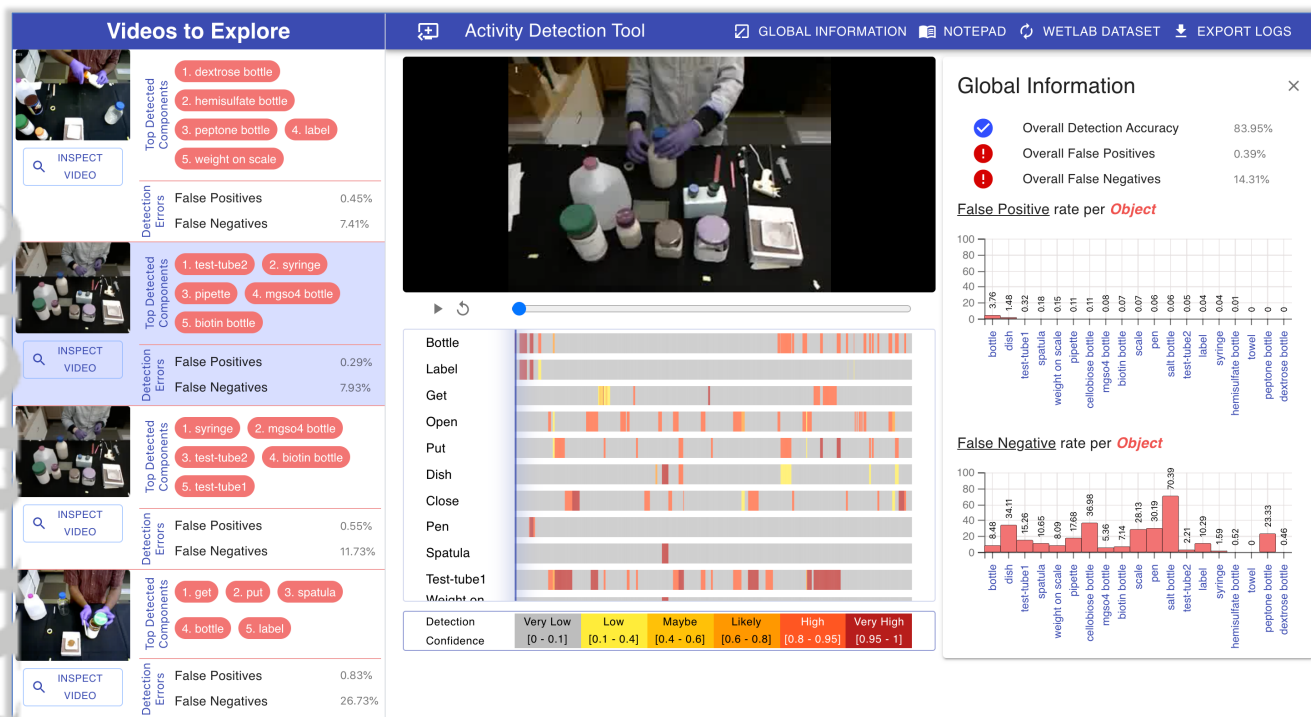 Videos to Explore
Activity Detection Tool
GLOBAL INFORMATION
NOTEPAD
WETLAB DATASET
EXPORT LOGS
Top Detected
Components
1. dextrose bottle
2. hemisulfate bottle
3. peptone bottle
4. label
5. weight on scale
INSPECT
VIDEO
Detection
Errors
False Positives 0.45%
False Negatives 7.41%
Top Detected
Components
1. test-tube2
2. syringe
3. pipette
4. mgso4 bottle
5. biotin bottle
INSPECT
VIDEO
Detection
Errors
False Positives 0.29%
False Negatives 7.93%
Top Detected
Components
1. syringe
2. mgso4 bottle
3. test-tube2
4. biotin bottle
5. test-tube1
INSPECT
VIDEO
Detection
Errors
False Positives 0.55%
False Negatives 11.73%
Top Detected
Components
1. get
2. put
3. spatula
4. bottle
5. label
INSPECT
VIDEO
Detection
Errors
False Positives 0.83%
False Negatives 26.73%
1
Bottle
Label
Get
Open
Put
Dish
Close
Pen
Spatula
Test-tube1
Weight on
Detection Very Low Low Maybe Likely High Very High
Confidence [0 - 0.1] [0.1 - 0.4] [0.4 - 0.6] [0.6 - 0.8] [0.8 - 0.95] [0.95 - 1]
Global Information
Overall Detection Accuracy 83.95%
Overall False Positives 0.39%
Overall False Negatives 14.31%
False Positive rate per Object
100
80
60
40
20
0
3.76 1.48 0.32 0.18 0.15 0.11 0.11 0.08 0.07 0.07 0.06 0.06 0.05 0.04 0.04 0.01 0 0 0
bottle
dish
test-tube1
spatula
weight on scale
pipette
cellobiose bottle
mgso4 bottle
biotin bottle
scale
pen
salt bottle
test-tube2
label
syringe
hemisulfate bottle
towel
peptone bottle
dextrose bottle
False Negative rate per Object
100
80
60
40
20
0
8.48 34.11 15.26 10.65 8.09 17.68 36.98 5.36 7.14 28.13 30.19 70.39 2.21 10.29 1.59 0.52 0 23.33 0.46
bottle
dish
test-tube1
spatula
weight on scale
pipette
cellobiose bottle
mgso4 bottle
biotin bottle
scale
pen
salt bottle
test-tube2
label
syringe
hemisulfate bottle
towel
peptone bottle
dextrose bottle